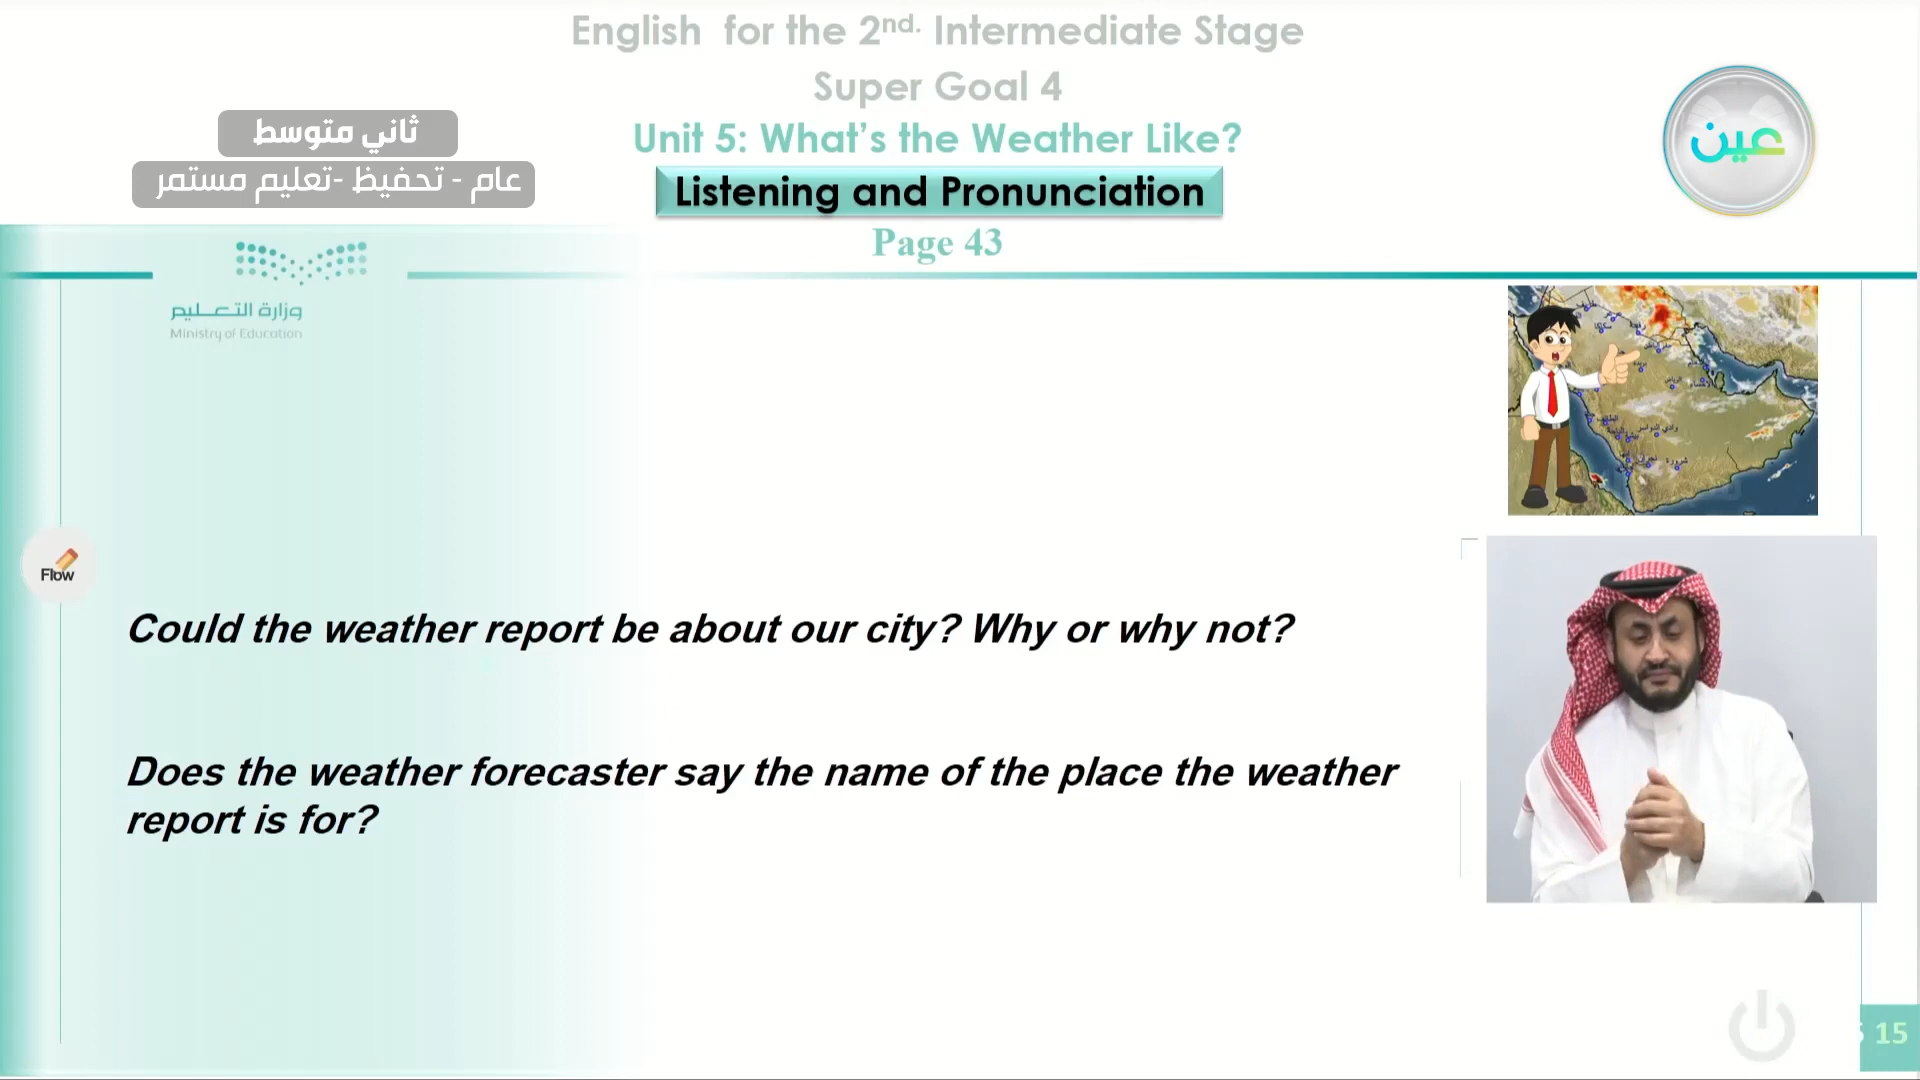 English for the 2nd. Intermediate Stage
Super Goal 4
Unit 5: What's the Weather Like?
Listening and Pronunciation
Page 43
ثاني متوسط
عام - تحفيظ -تعليم مستمر
عين
وزارة التعليم
Ministry of Education
Flow
Could the weather report be about our city? Why or why not?
Does the weather forecaster say the name of the place the weather
report is for?
15